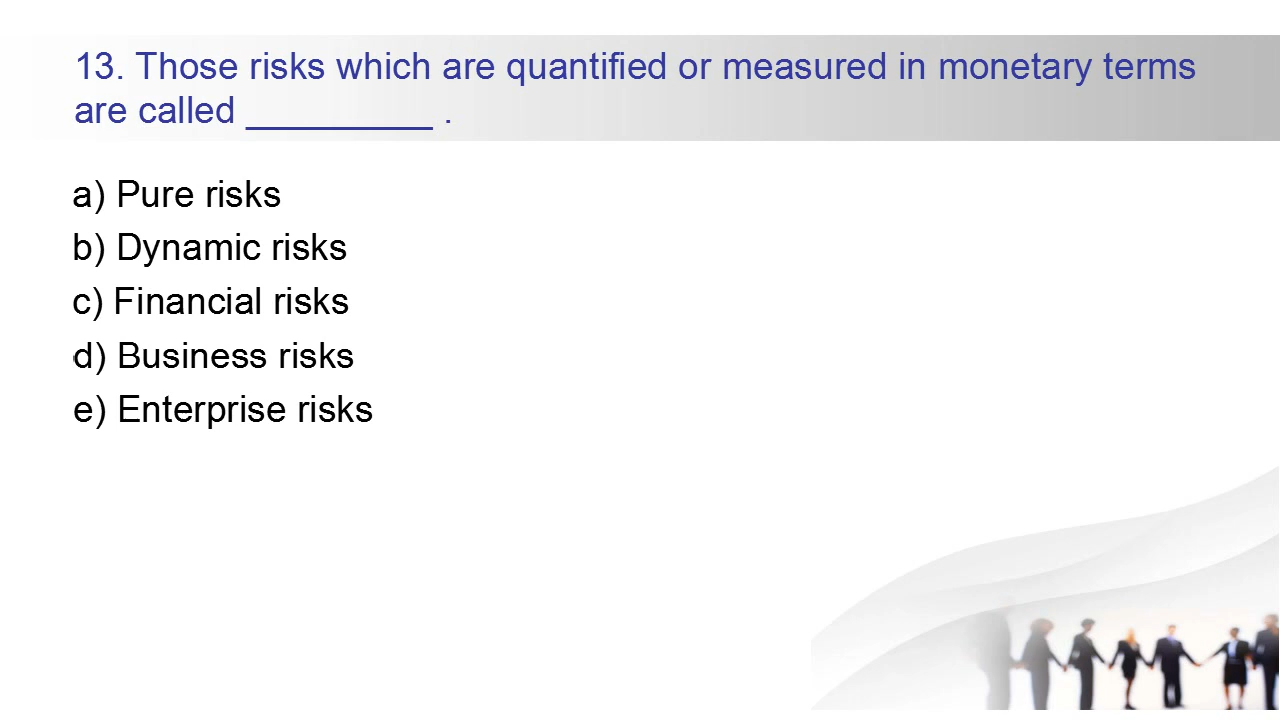 13. Those risks which are quantified or measured in monetary terms
are called _________ .
a) Pure risks
b) Dynamic risks
c) Financial risks
d) Business risks
e) Enterprise risks